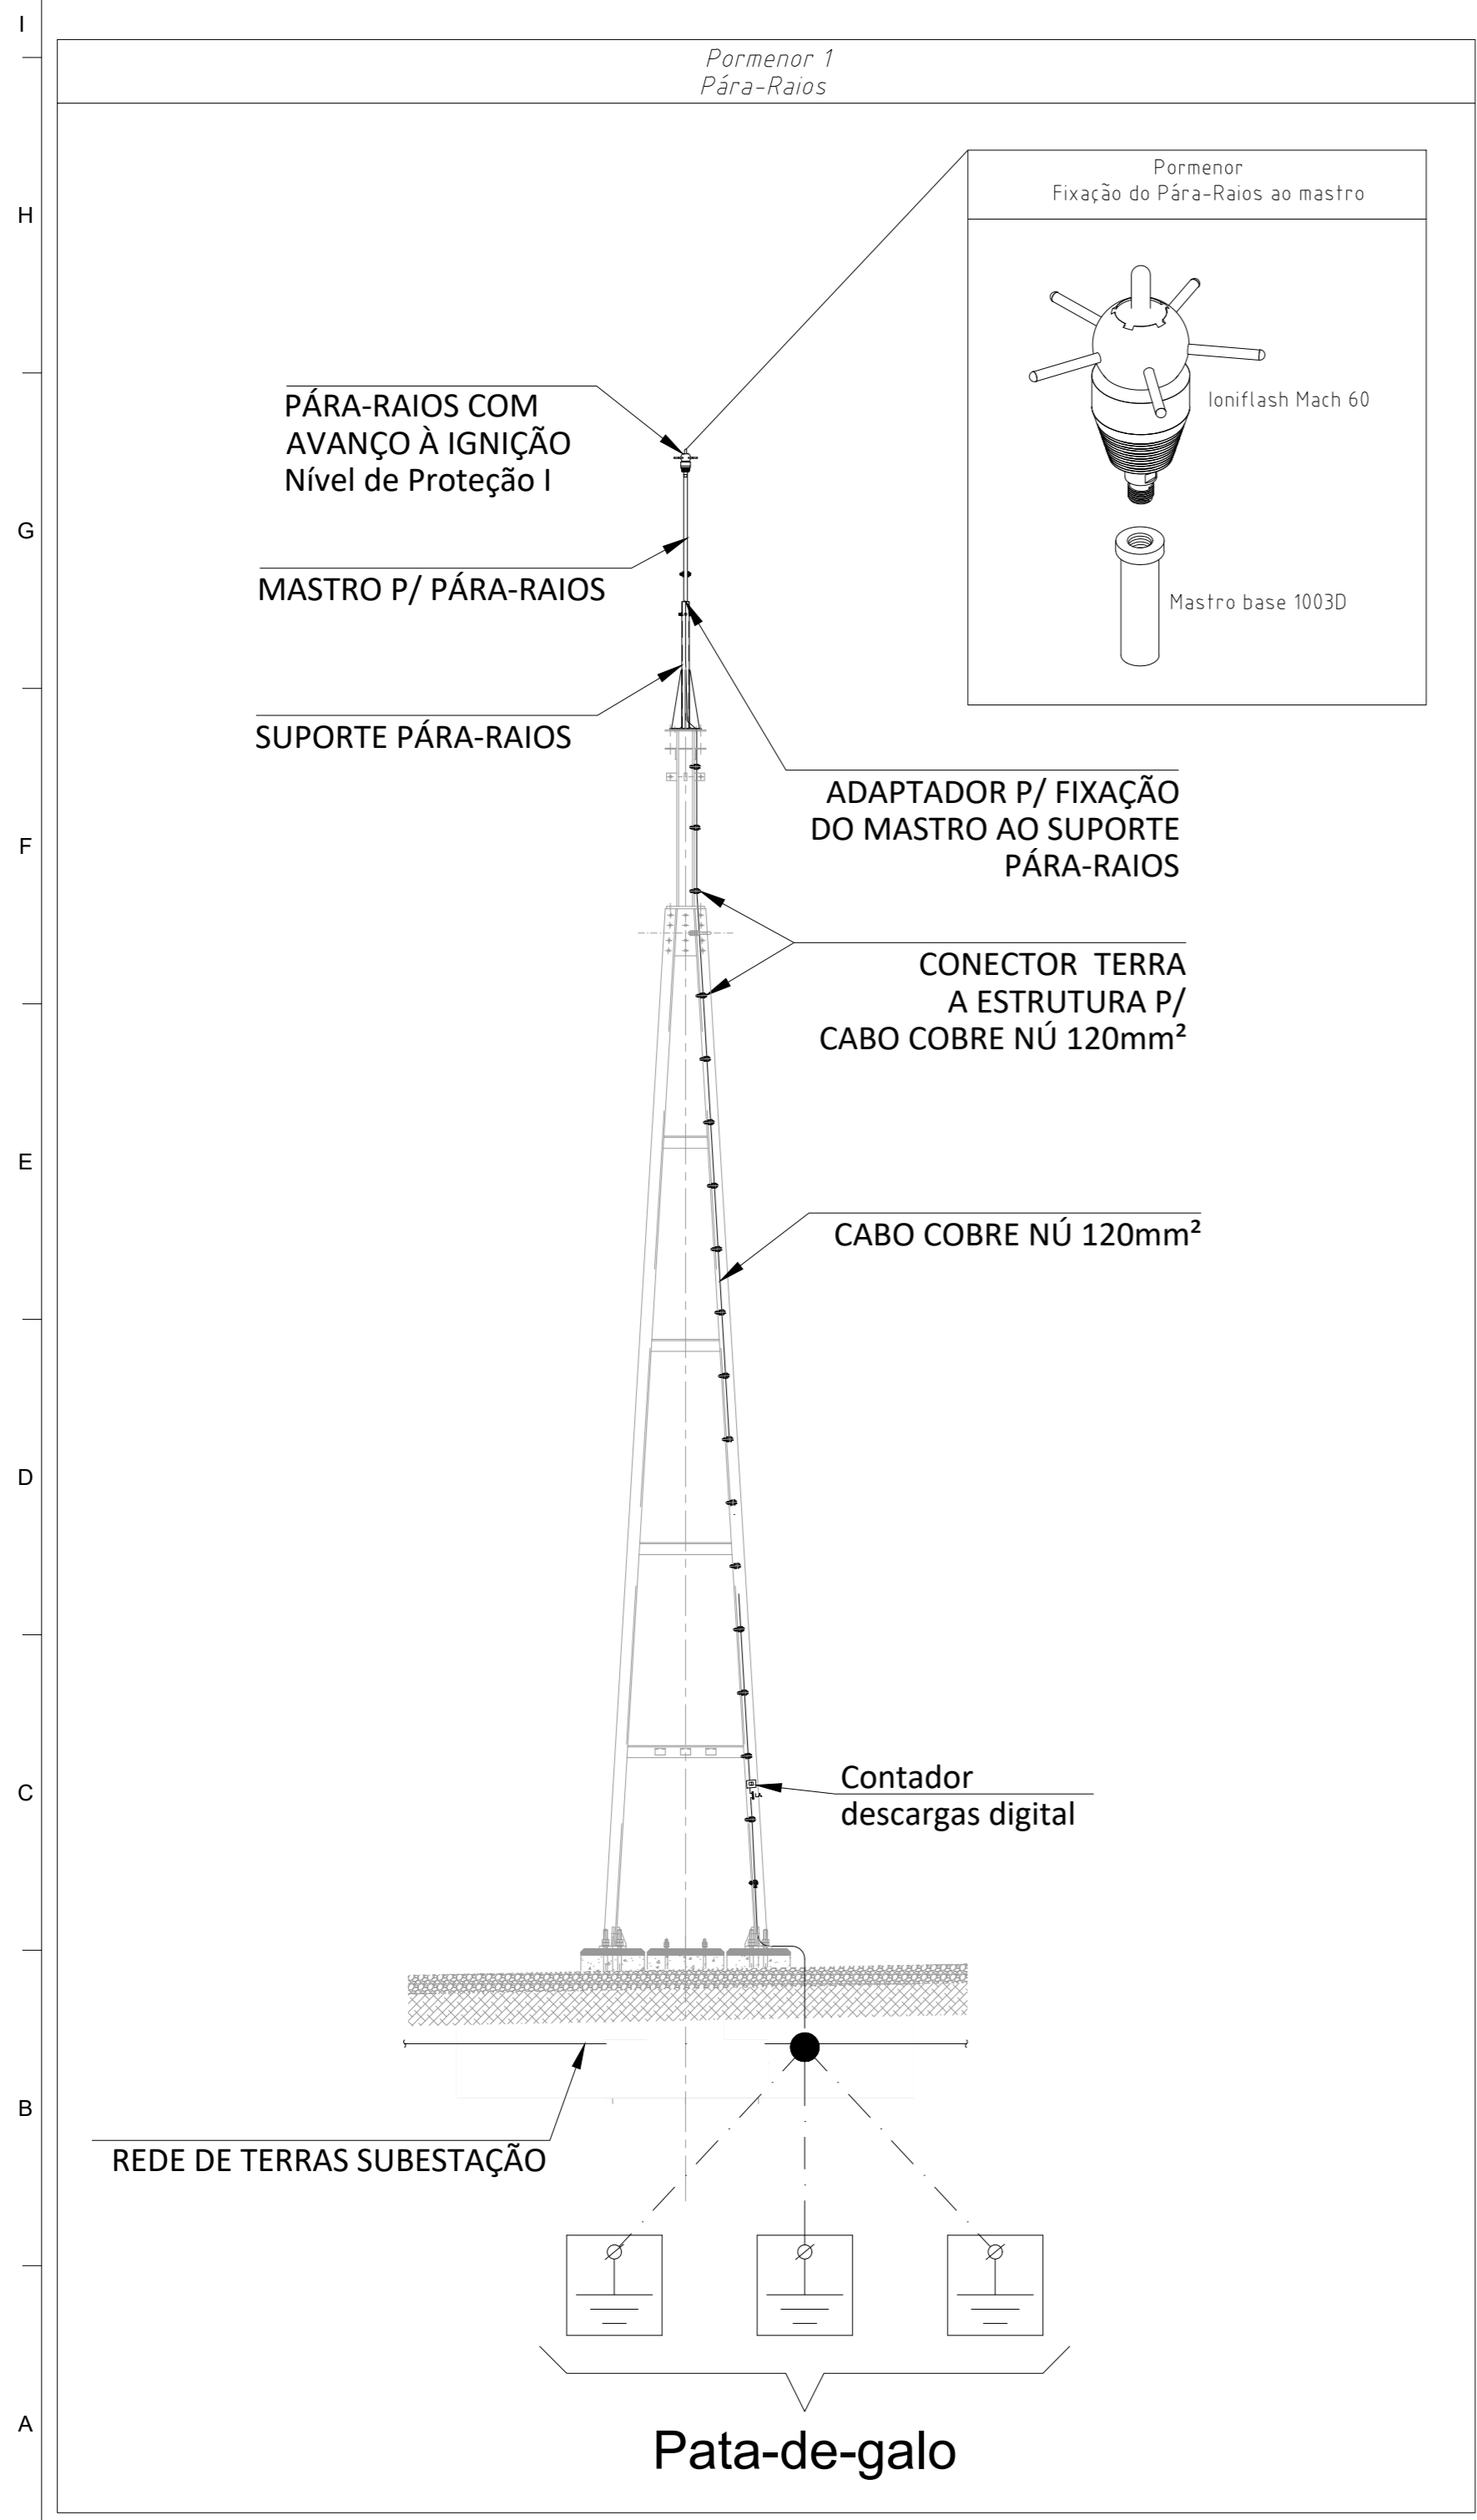 I
Pormenor 1
Pára-Raios
Pormenor
Fixação do Pára-Raios ao mastro
H
PÁRA-RAIOS COM
AVANÇO À IGNIÇÃO
Nível de Proteção I
Ioniflash Mach 60
G
MASTRO P/ PÁRA-RAIOS
Mastro base 1003D
SUPORTE PÁRA-RAIOS
ADAPTADOR P/ FIXAÇÃO
DO MASTRO AO SUPORTE
PÁRA-RAIOS
F
CONECTOR TERRA
A ESTRUTURA P/
CABO COBRE NÚ 120mm²
E
CABO COBRE NÚ 120mm²
D
Contador
descargas digital
C
B
REDE DE TERRAS SUBESTAÇÃO
A
Pata-de-galo